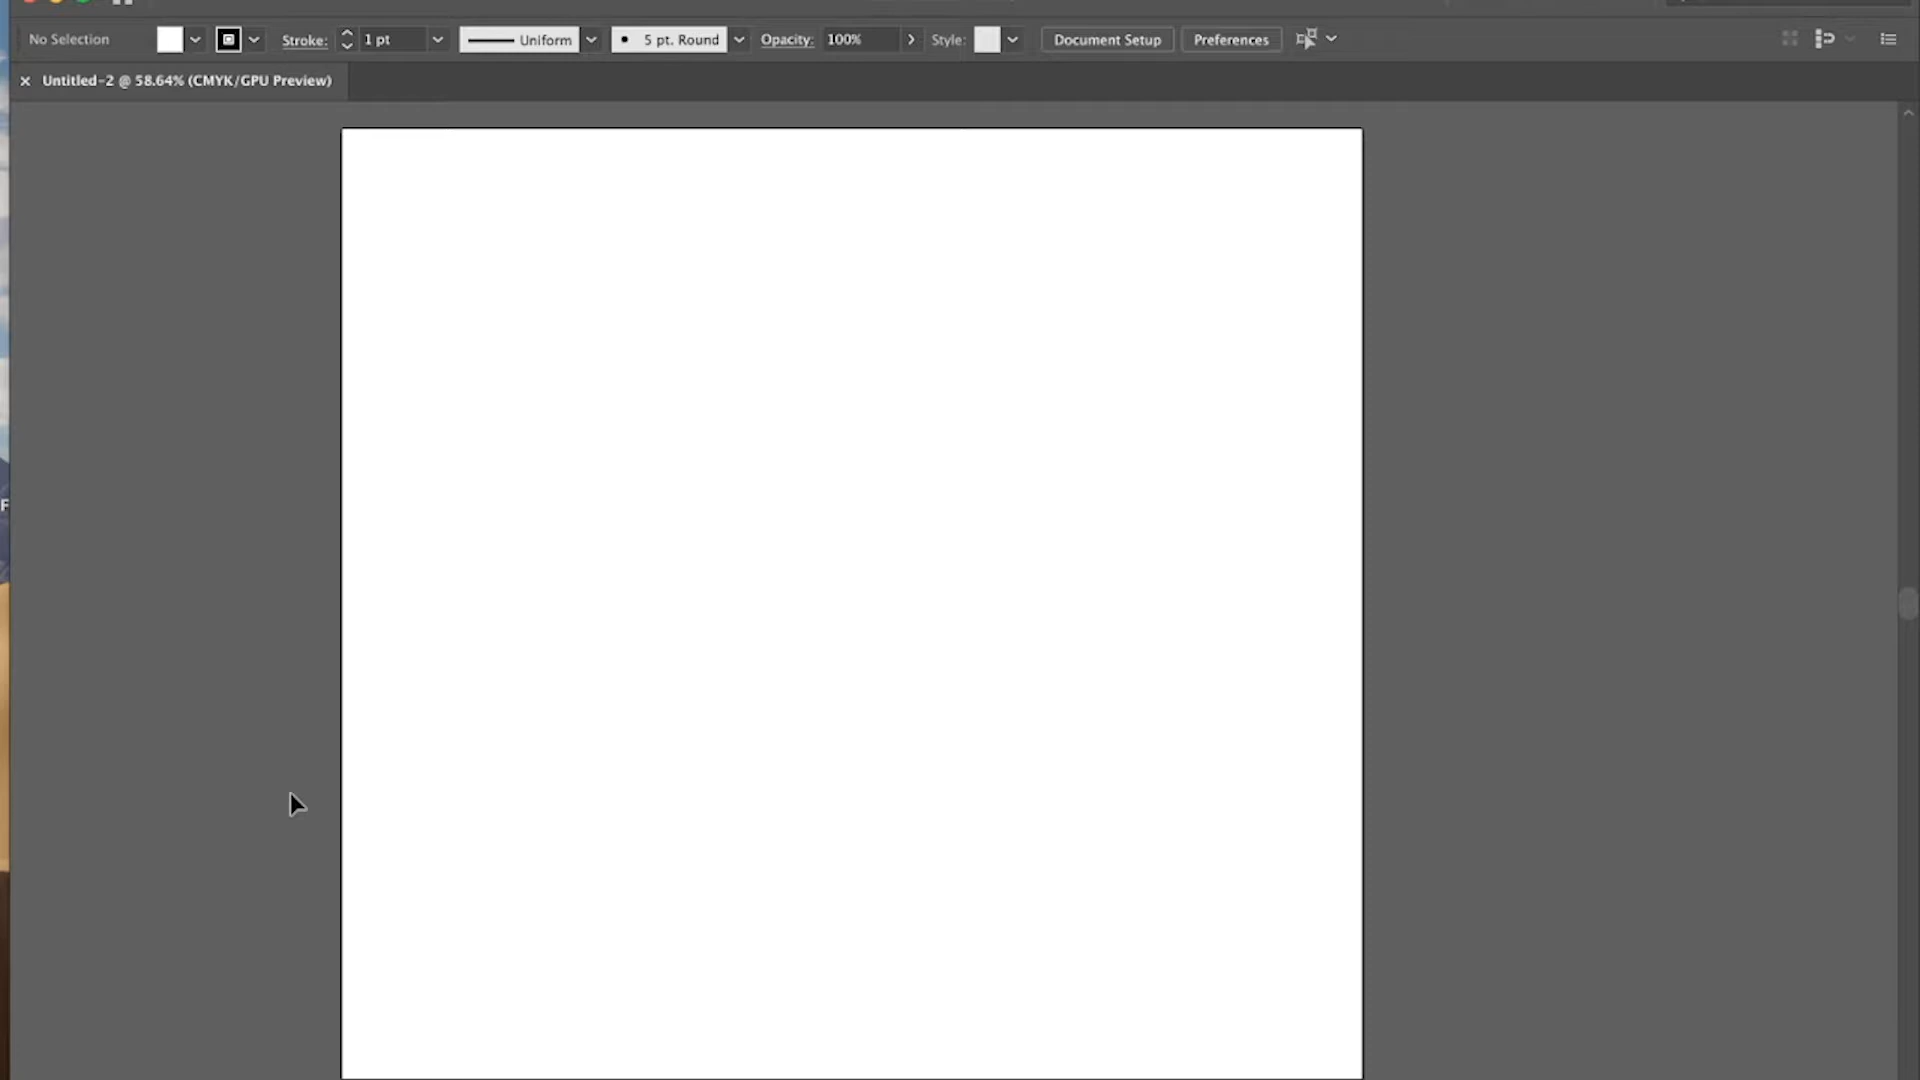 No Selection Stroke: 1 pt Uniform 5 pt. Round Opacity: 100% Style: Document Setup Preferences
Untitled-2 @ 58.64% (CMYK/GPU Preview)
F